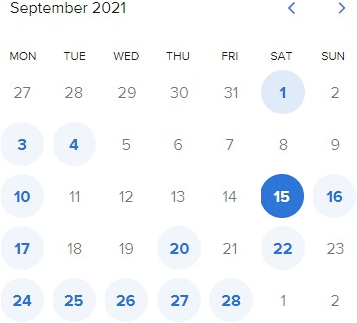 September 2021 < >
MON TUE WED THU FRI SAT SUN
27 28 29 30 31 1 2
3 4 5 6 7 8 9
10 11 12 13 14 15 16
17 18 19 20 21 22 23
24 25 26 27 28 1 2